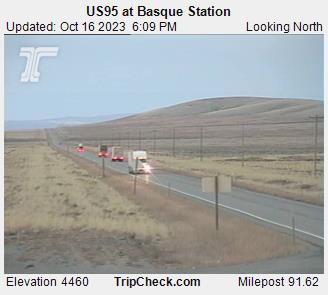 US95 at Basque Station
Updated: Oct 16 2023 6:09 PM Looking North
Elevation 4460 TripCheck.com Milepost 91.62